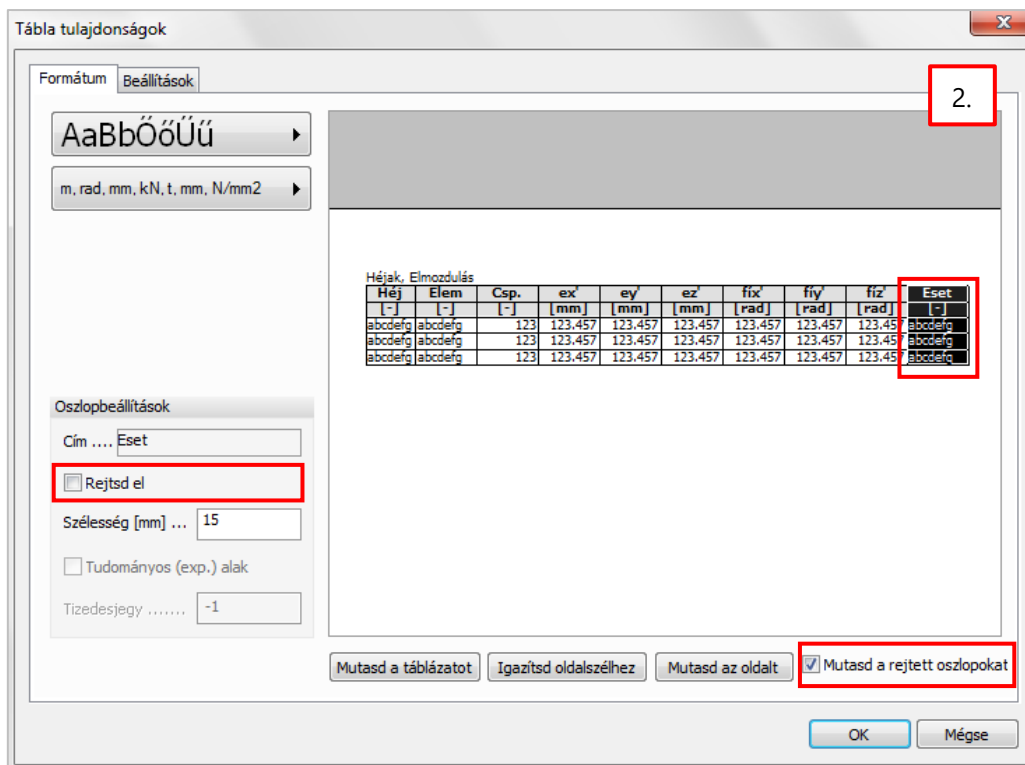 Tábla tulajdonságok
Formátum Beállítások
2.
AaBbŐőŰű
m, rad, mm, kN, t, mm, N/mm2
Héjak, Elmozdulás
Héj Elem Csp. ex' ey' ez' fíx' fíy' fíz' Eset
[-] [-] [-] [mm] [mm] [mm] [rad] [rad] [rad] [-]
abcdefg abcdefg 123 123.457 123.457 123.457 123.457 123.457 123.457 abcdefg
abcdefg abcdefg 123 123.457 123.457 123.457 123.457 123.457 123.457 abcdefg
abcdefg abcdefg 123 123.457 123.457 123.457 123.457 123.457 123.457 abcdefg
Oszlopbeállítások
Cím .... Eset
Rejtsd el
Szélesség [mm] ... 15
Tudományos (exp.) alak
Tizedesjegy ....... -1
Mutasd a táblázatot Igazítsd oldalszélhez Mutasd az oldalt Mutasd a rejtett oszlopokat
OK Mégse